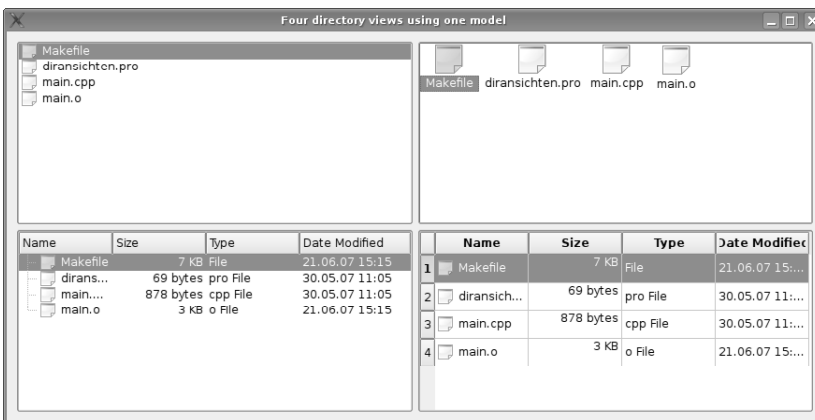 Four directory views using one model
Makefile
diransichten.pro
main.cpp
main.o
Makefile diransichten.pro main.cpp main.o
Name Size Type Date Modified
Makefile 7 KB File 21.06.07 15:15
dirans... 69 bytes pro File 30.05.07 11:05
main.... 878 bytes cpp File 30.05.07 11:05
main.o 3 KB o File 21.06.07 15:15
Name Size Type Date Modified
1 Makefile 7 KB File 21.06.07 15:...
2 diransich... 69 bytes pro File 30.05.07 11:...
3 main.cpp 878 bytes cpp File 30.05.07 11:...
4 main.o 3 KB o File 21.06.07 15:...